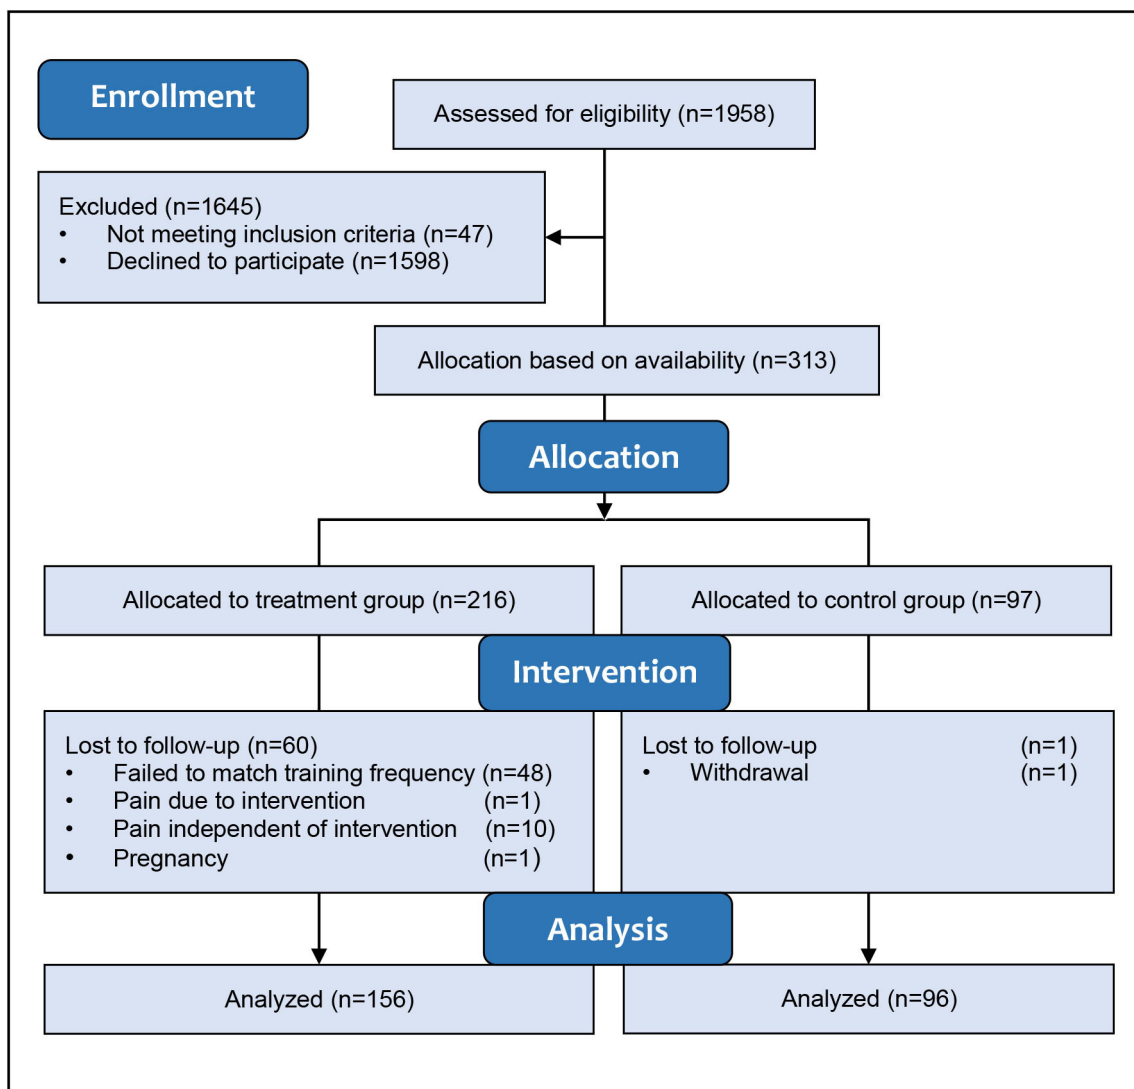 Enrollment
Assessed for eligibility (n=1958)
Excluded (n=1645)
• Not meeting inclusion criteria (n=47)
• Declined to participate (n=1598)
Allocation based on availability (n=313)
Allocation
Allocated to treatment group (n=216)
Allocated to control group (n=97)
Intervention
Lost to follow-up (n=60)
• Failed to match training frequency (n=48)
• Pain due to intervention (n=1)
• Pain independent of intervention (n=10)
• Pregnancy (n=1)
Lost to follow-up (n=1)
• Withdrawal (n=1)
Analysis
Analyzed (n=156)
Analyzed (n=96)